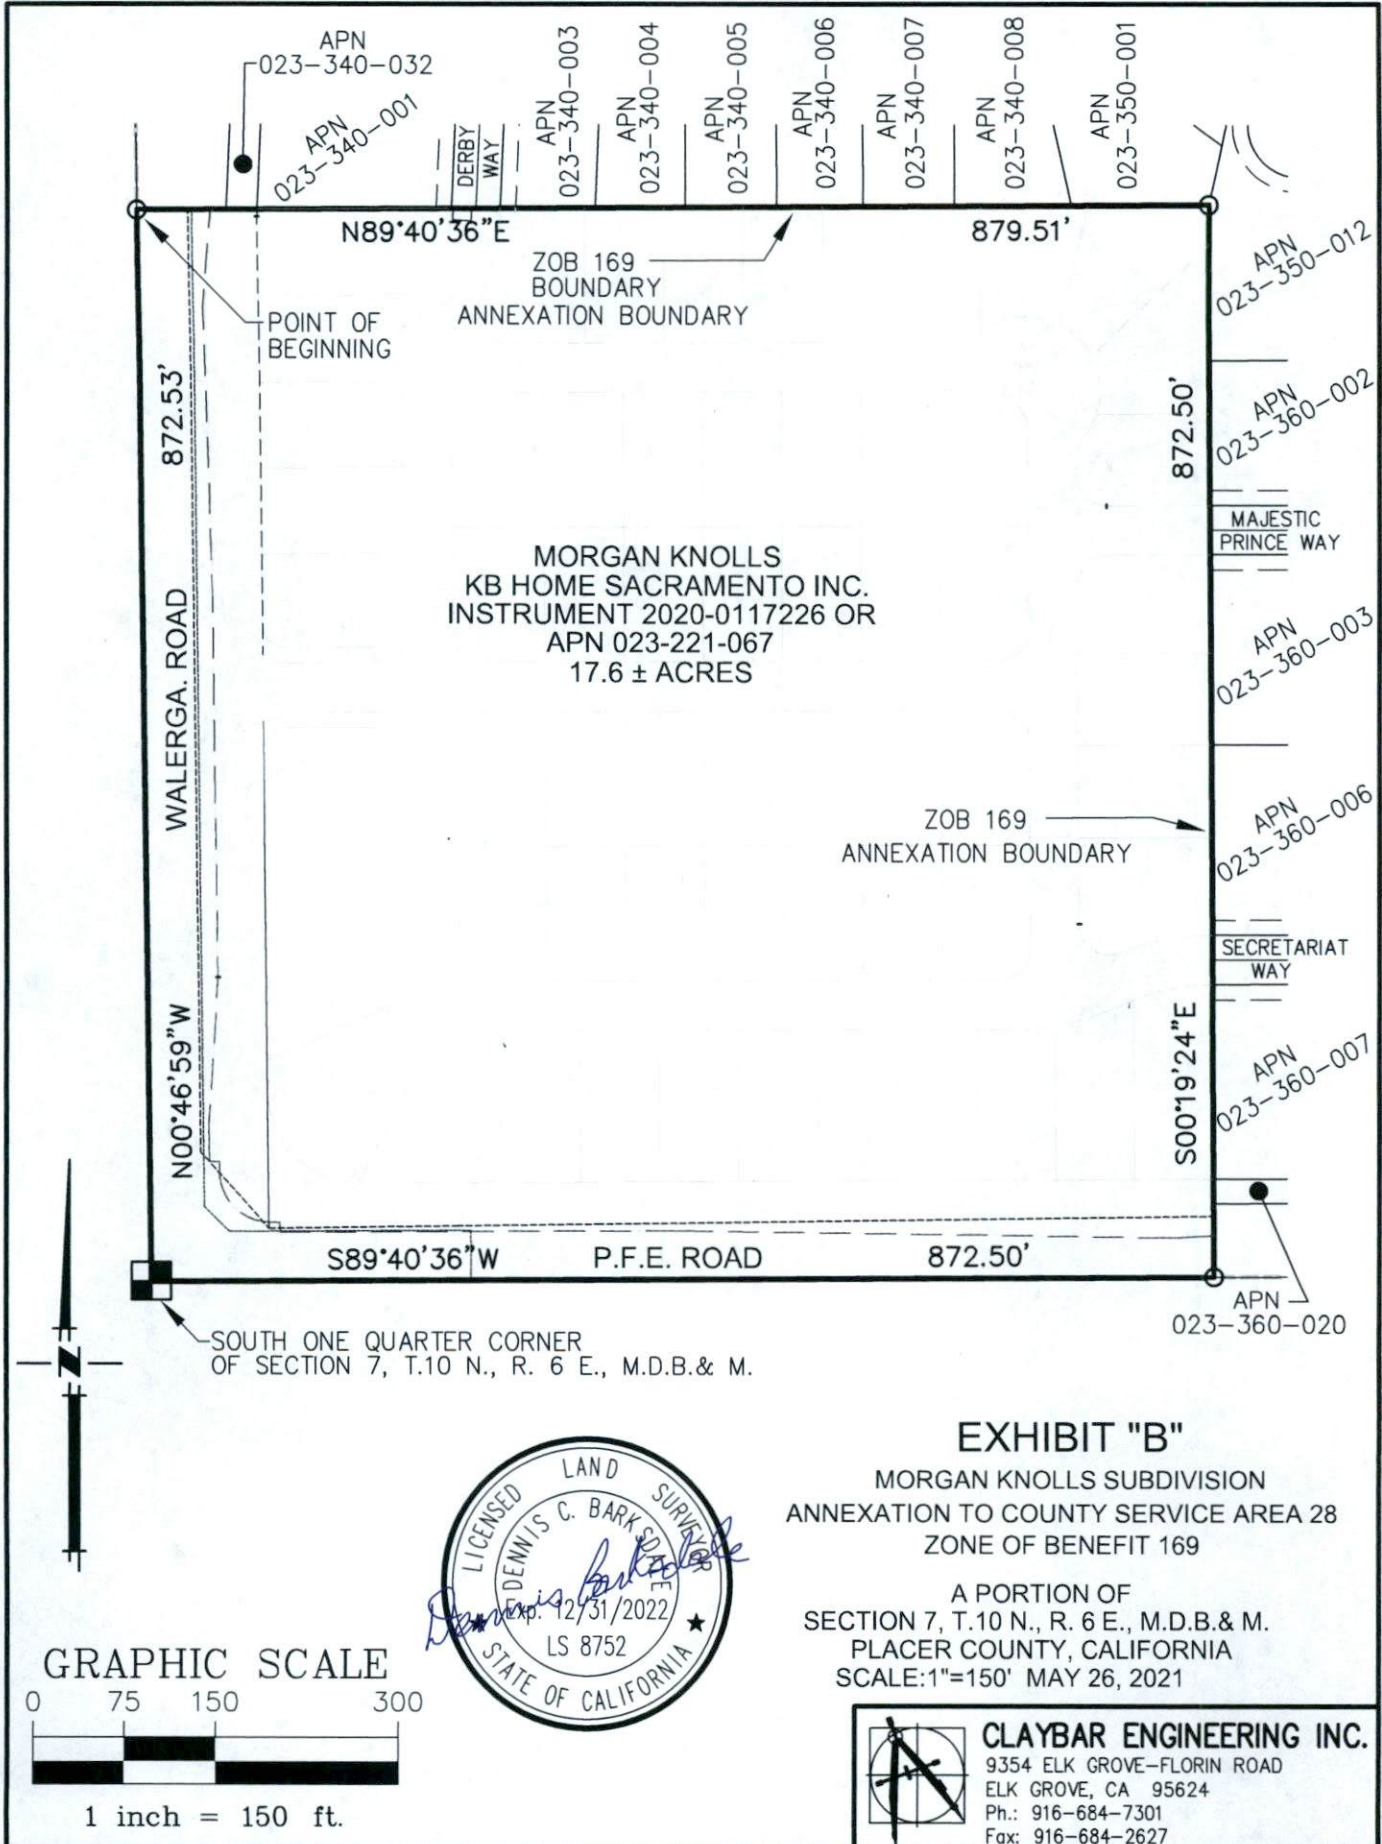 APN
023-340-032
APN
023-340-001
DERBY
WAY
APN
023-340-003
APN
023-340-004
APN
023-340-005
APN
023-340-006
APN
023-340-007
APN
023-340-008
APN
023-350-001
N89°40'36"E
879.51'
ZOB 169
BOUNDARY
ANNEXATION BOUNDARY
POINT OF
BEGINNING
APN
023-350-012
872.53'
872.50'
APN
023-360-002
MAJESTIC
PRINCE WAY
MORGAN KNOLLS
KB HOME SACRAMENTO INC.
INSTRUMENT 2020-0117226 OR
APN 023-221-067
17.6 ± ACRES
WALERGA. ROAD
APN
023-360-003
ZOB 169
ANNEXATION BOUNDARY
APN
023-360-006
SECRETARIAT
WAY
N00°46'59"W
S00°19'24"E
APN
023-360-007
S89°40'36"W
P.F.E. ROAD
872.50'
APN
023-360-020
SOUTH ONE QUARTER CORNER
OF SECTION 7, T.10 N., R. 6 E., M.D.B.& M.
N
EXHIBIT "B"
MORGAN KNOLLS SUBDIVISION
ANNEXATION TO COUNTY SERVICE AREA 28
ZONE OF BENEFIT 169
A PORTION OF
SECTION 7, T.10 N., R. 6 E., M.D.B.& M.
PLACER COUNTY, CALIFORNIA
SCALE:1"=150' MAY 26, 2021
LICENSED LAND SURVEYOR
DENNIS C. BARKSDALE
Dennis Barksdale
Exp. 12/31/2022
LS 8752
STATE OF CALIFORNIA
GRAPHIC SCALE
0 75 150 300
1 inch = 150 ft.
CLAYBAR ENGINEERING INC.
9354 ELK GROVE-FLORIN ROAD
ELK GROVE, CA 95624
Ph.: 916-684-7301
Fax: 916-684-2627